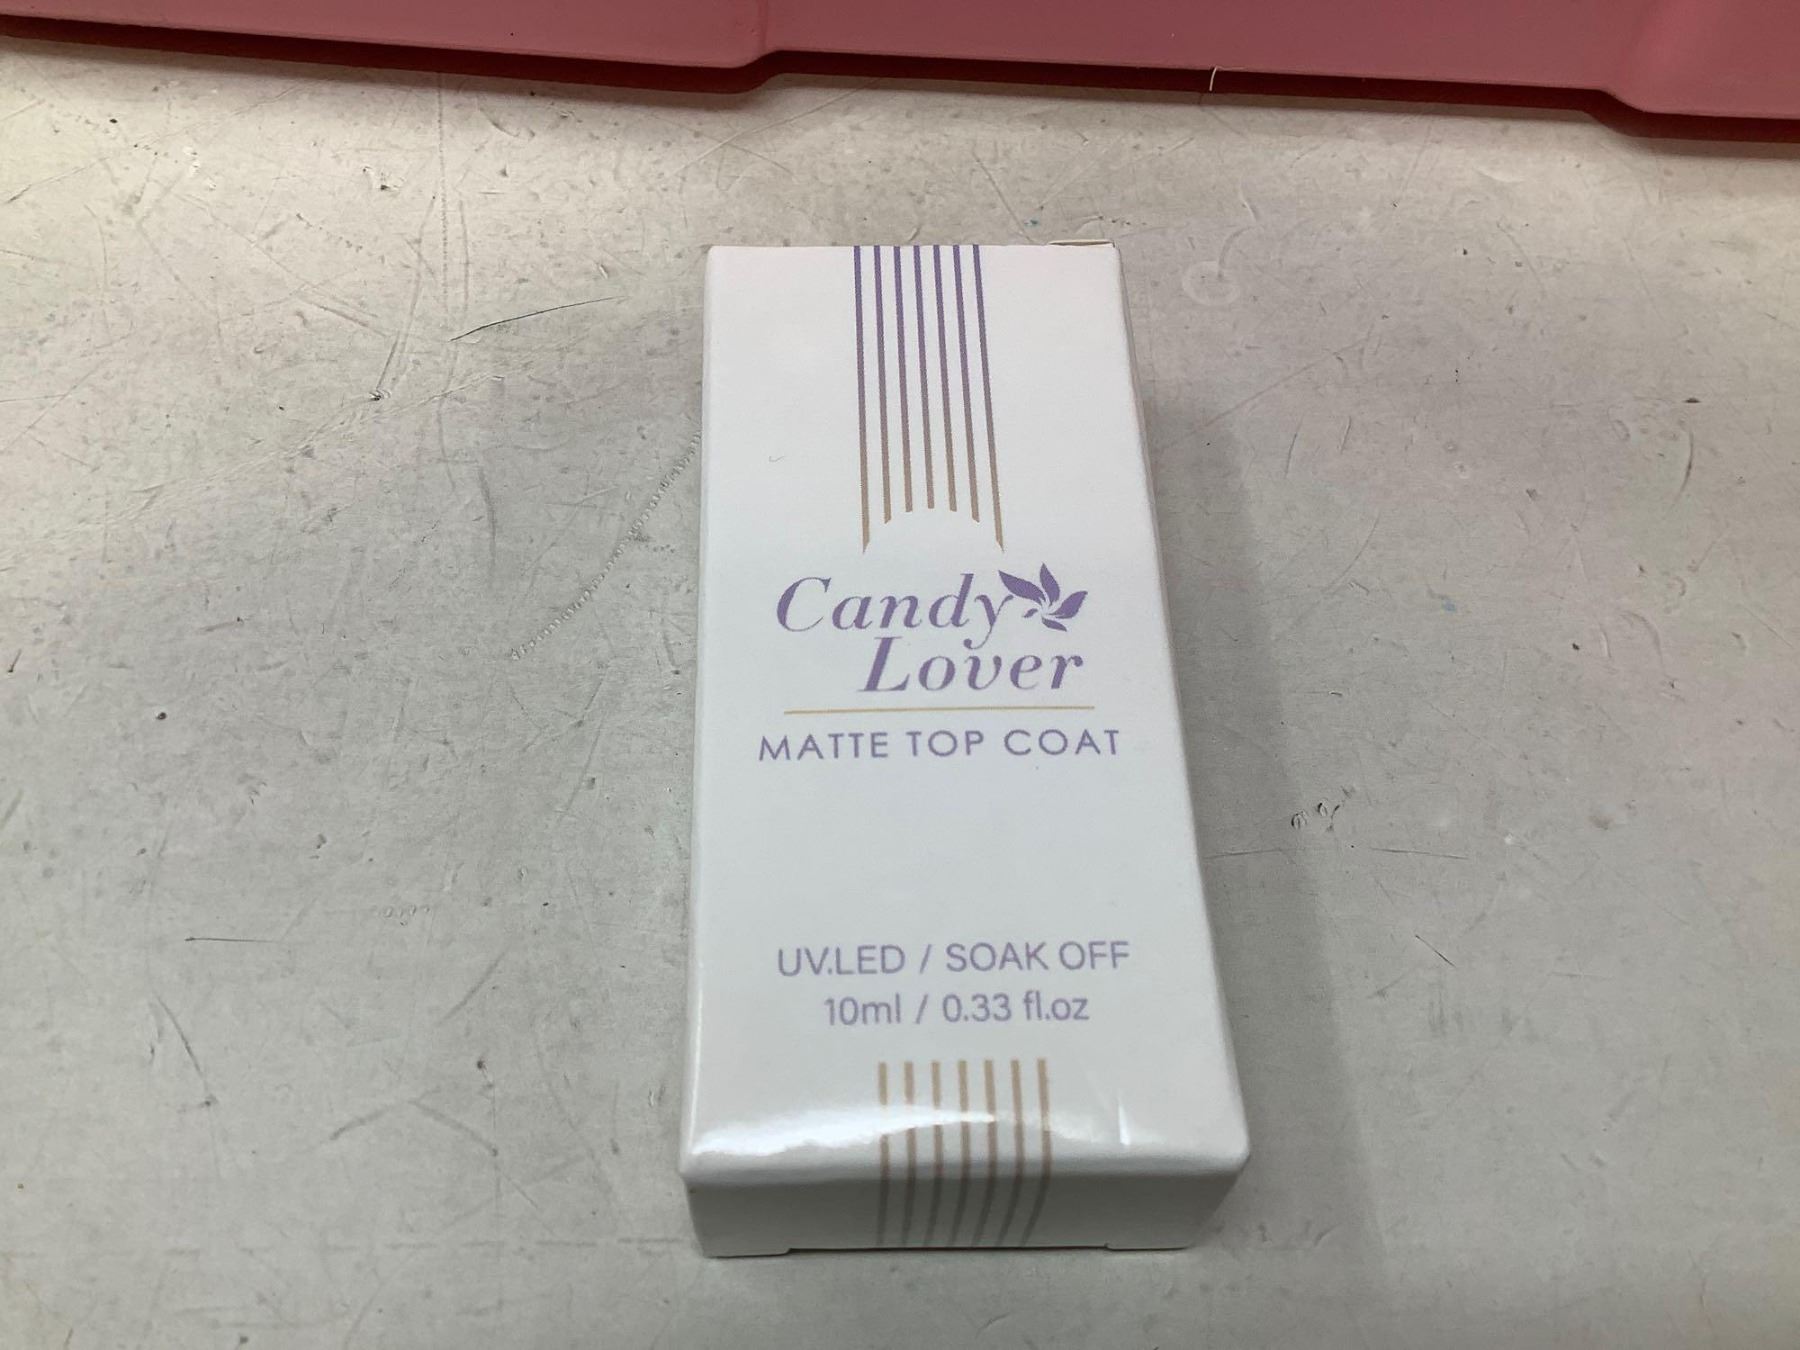 Candy
Lover
MATTE TOP COAT
UV.LED / SOAK OFF
10ml / 0.33 fl.oz